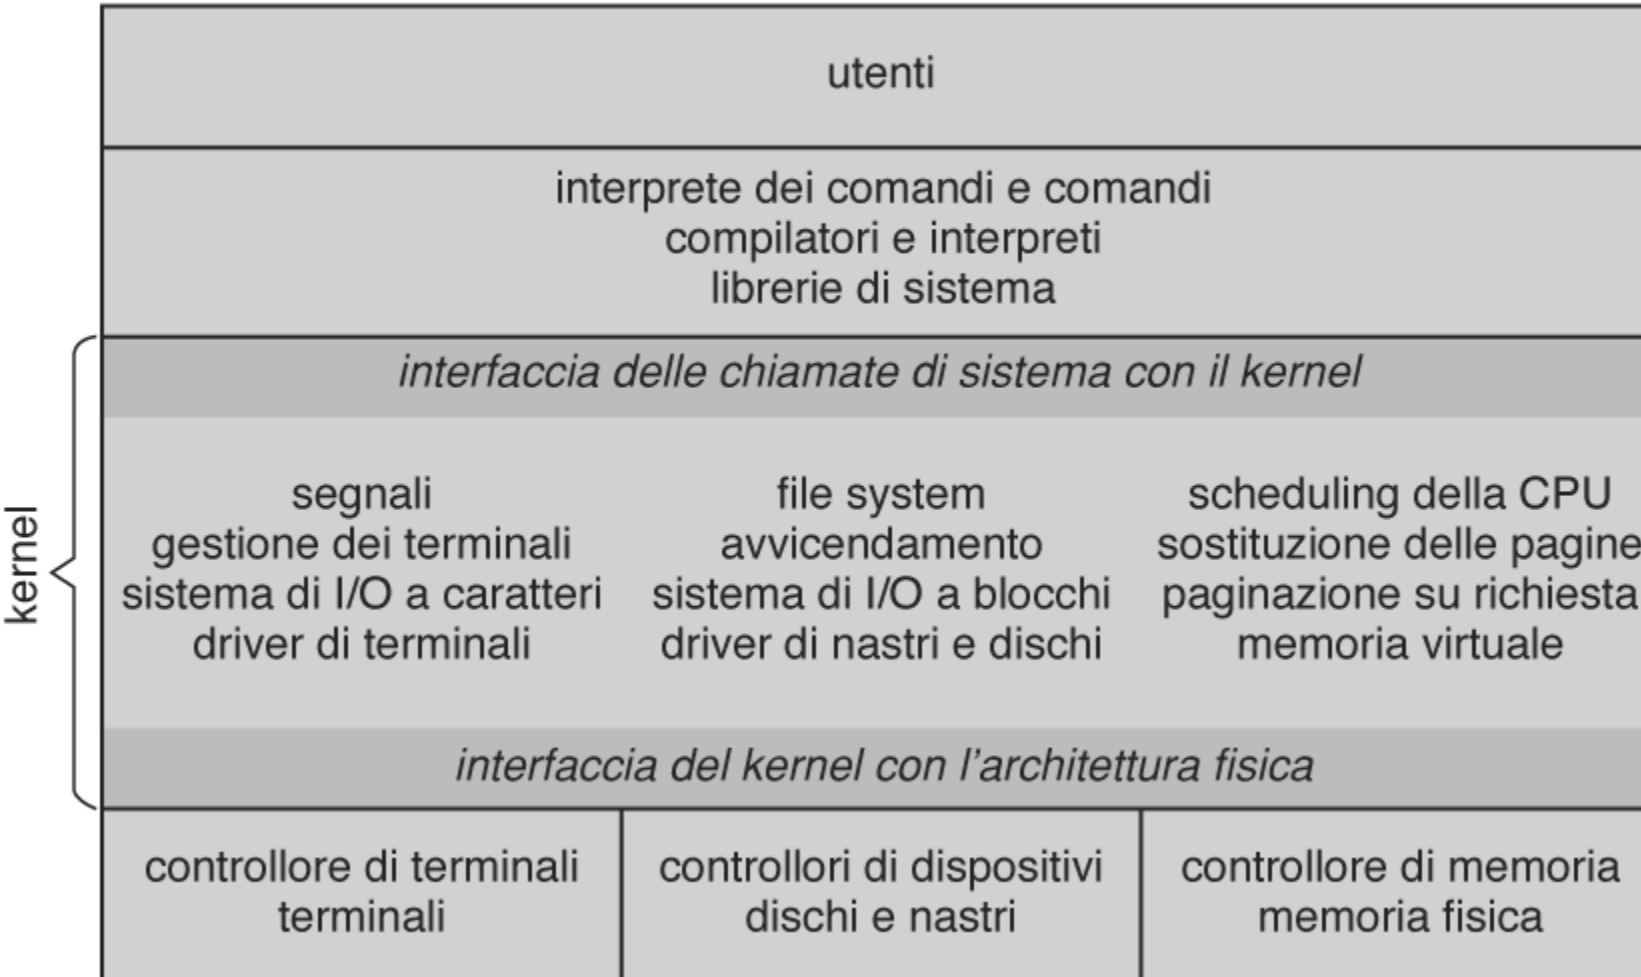 utenti
interprete dei comandi e comandi
compilatori e interpreti
librerie di sistema
kernel
interfaccia delle chiamate di sistema con il kernel
segnali
gestione dei terminali
sistema di I/O a caratteri
driver di terminali
file system
avvicendamento
sistema di I/O a blocchi
driver di nastri e dischi
scheduling della CPU
sostituzione delle pagine
paginazione su richiesta
memoria virtuale
interfaccia del kernel con l'architettura fisica
controllore di terminali
terminali
controllori di dispositivi
dischi e nastri
controllore di memoria
memoria fisica